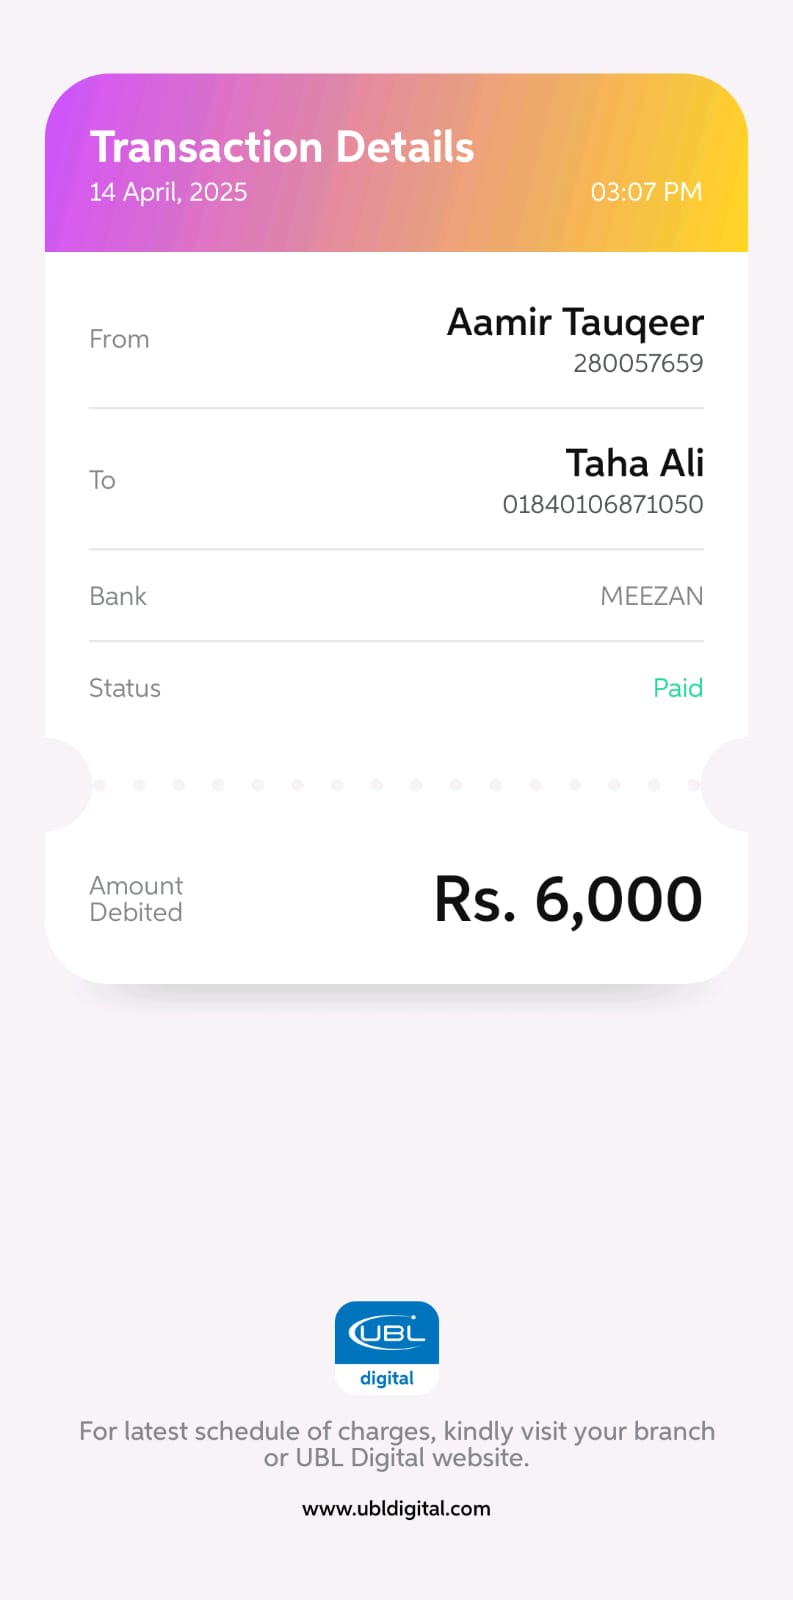 Transaction Details
14 April, 2025 03:07 PM
From
Aamir Tauqeer
280057659
To
Taha Ali
01840106871050
Bank MEEZAN
Status Paid
Amount
Debited
Rs. 6,000
UBL
digital
For latest schedule of charges, kindly visit your branch
or UBL Digital website.
www.ubldigital.com